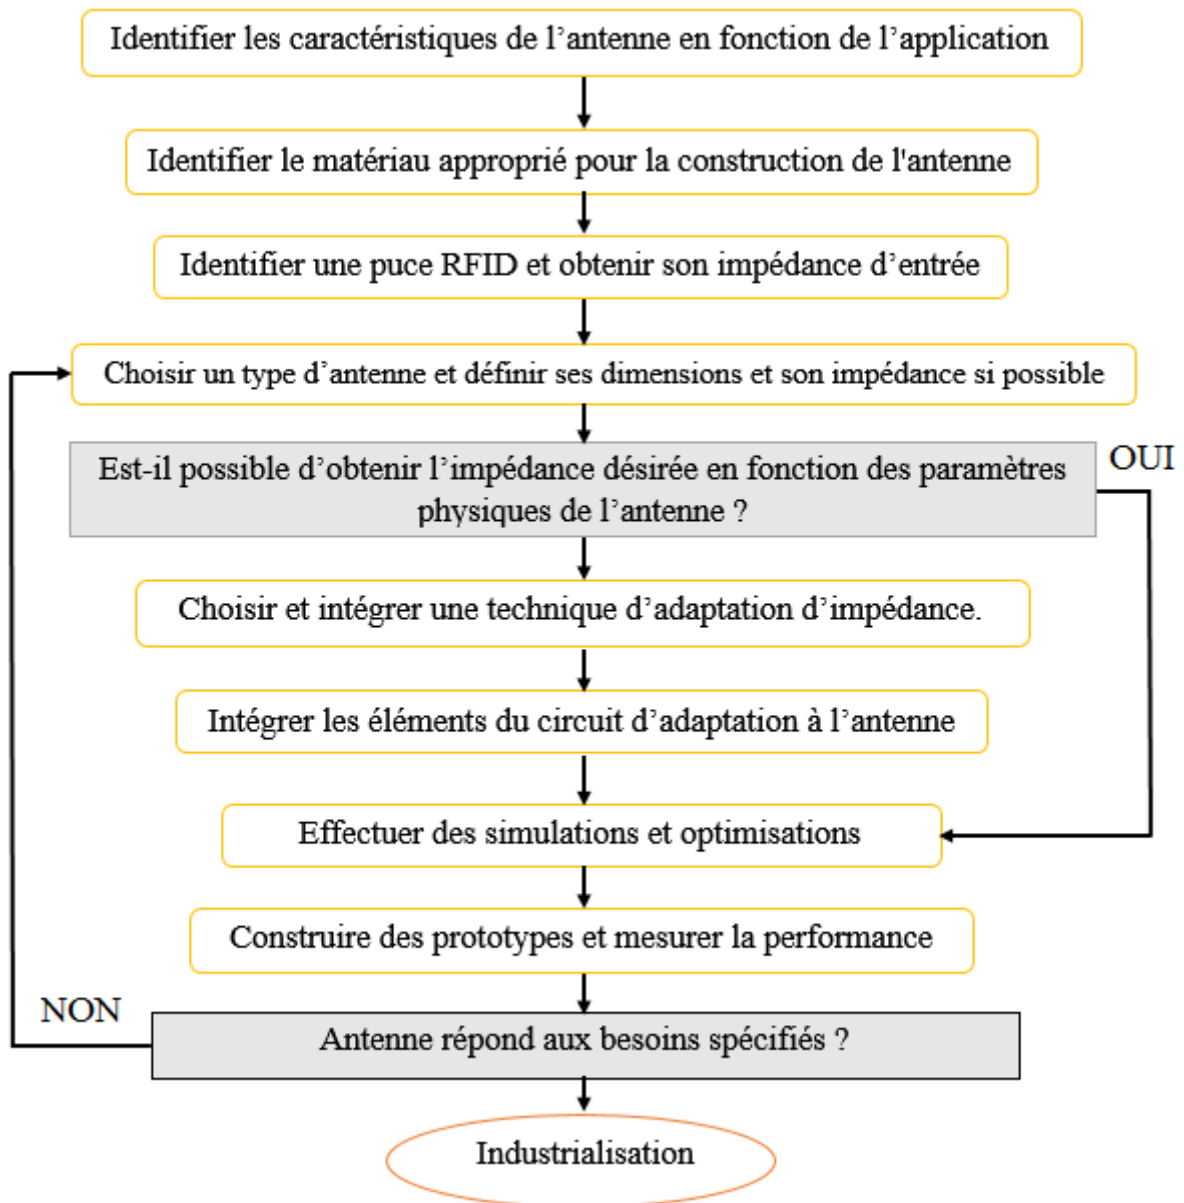 Identifier les caractéristiques de l’antenne en fonction de l’application
Identifier le matériau approprié pour la construction de l'antenne
Identifier une puce RFID et obtenir son impédance d’entrée
Choisir un type d’antenne et définir ses dimensions et son impédance si possible
Est-il possible d’obtenir l’impédance désirée en fonction des paramètres
physiques de l’antenne ?
OUI
Choisir et intégrer une technique d’adaptation d’impédance.
Intégrer les éléments du circuit d’adaptation à l’antenne
Effectuer des simulations et optimisations
Construire des prototypes et mesurer la performance
NON
Antenne répond aux besoins spécifiés ?
Industrialisation